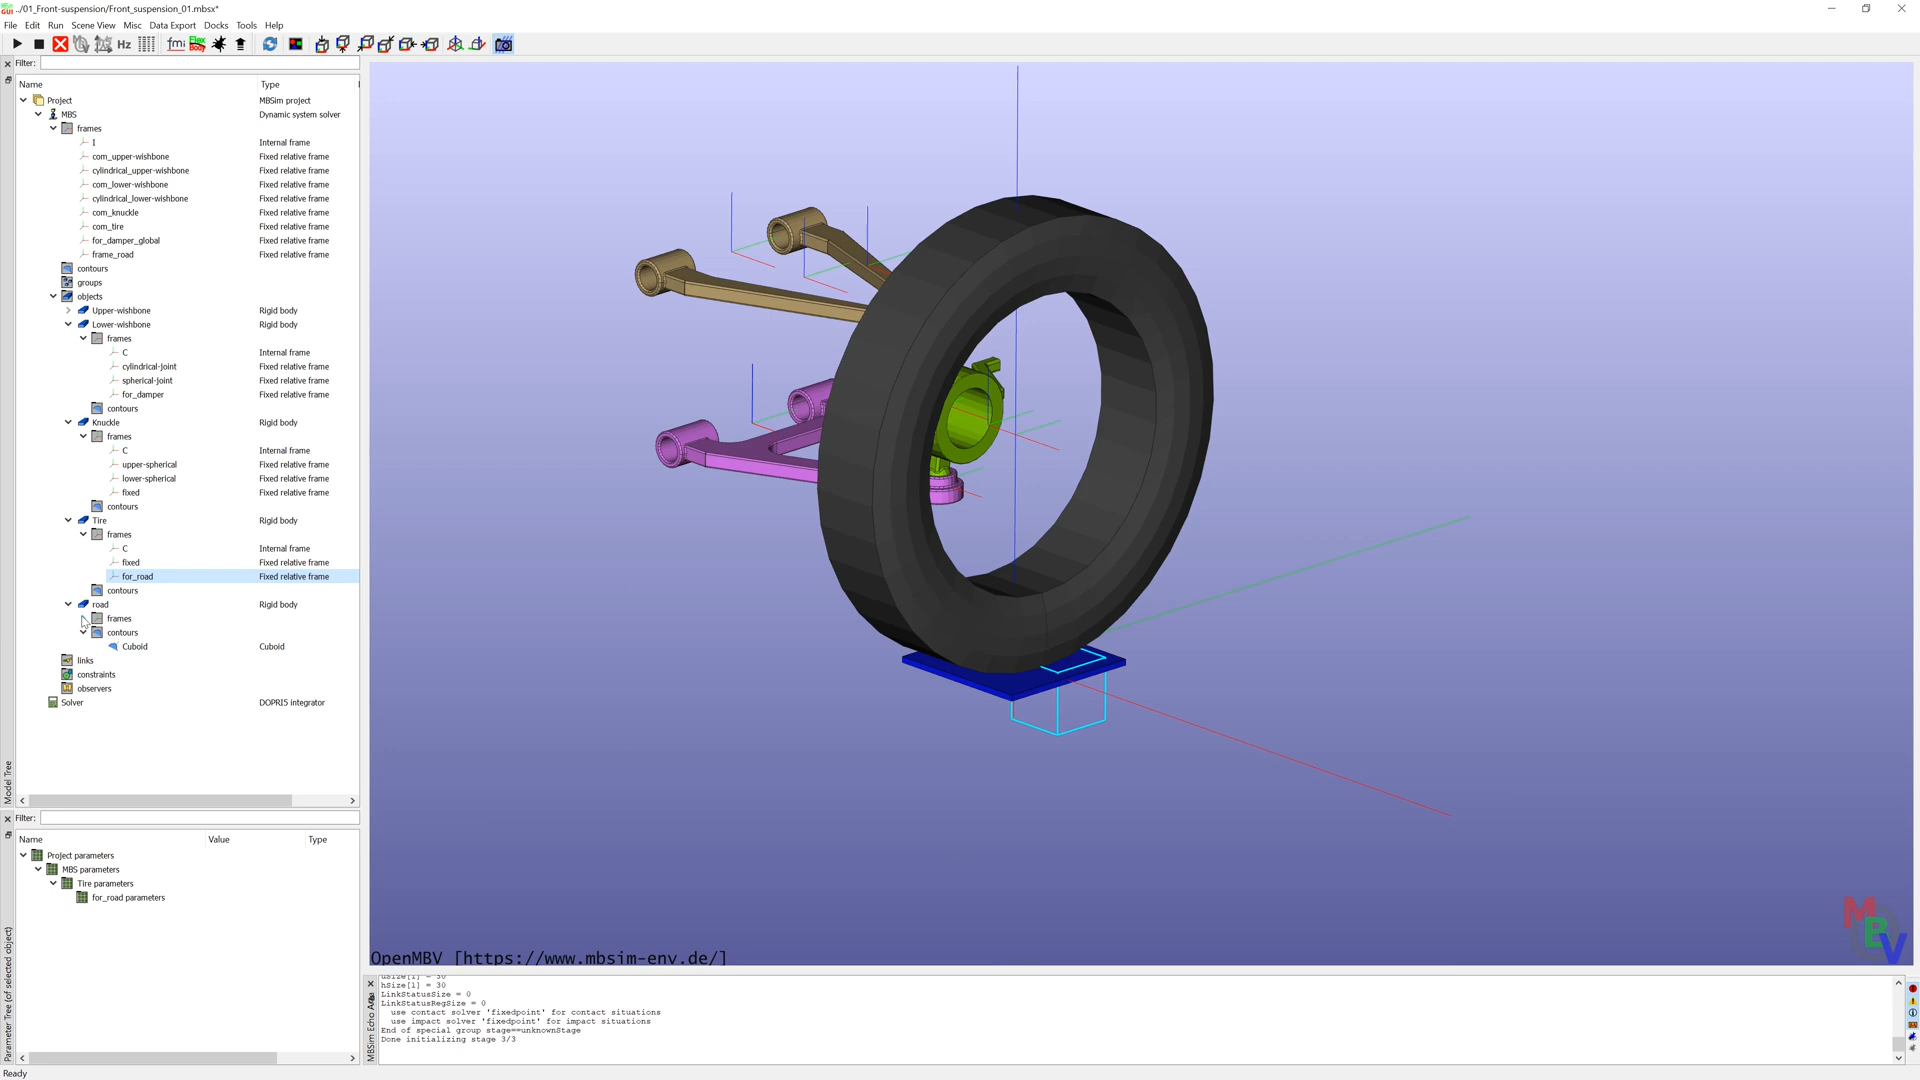 ../01_Front-suspension/Front_suspension_01.mbsx*
File Edit Run Scene View Misc Data Export Docks Tools Help
Hz fmi Flex Body
Filter:
Name Type
Project MBSim project
MBS Dynamic system solver
frames
I Internal frame
com_upper-wishbone Fixed relative frame
cylindrical_upper-wishbone Fixed relative frame
com_lower-wishbone Fixed relative frame
cylindrical_lower-wishbone Fixed relative frame
com_knuckle Fixed relative frame
com_tire Fixed relative frame
for_damper_global Fixed relative frame
frame_road Fixed relative frame
contours
groups
objects
Upper-wishbone Rigid body
Lower-wishbone Rigid body
frames
C Internal frame
cylindrical-joint Fixed relative frame
spherical-joint Fixed relative frame
for_damper Fixed relative frame
contours
Knuckle Rigid body
frames
C Internal frame
upper-spherical Fixed relative frame
lower-spherical Fixed relative frame
fixed Fixed relative frame
contours
Tire Rigid body
frames
C Internal frame
fixed Fixed relative frame
for_road Fixed relative frame
contours
road Rigid body
frames
contours
Cuboid Cuboid
links
constraints
observers
Solver DOPRI5 integrator
Model Tree
Filter:
Name Value Type
Project parameters
MBS parameters
Tire parameters
for_road parameters
Parameter Tree (of selected object)
OpenMBV [https://www.mbsim-env.de/]
MBV
hSize[1] = 30
LinkStatusSize = 0
LinkStatusRegSize = 0
use contact solver 'fixedpoint' for contact situations
use impact solver 'fixedpoint' for impact situations
End of special group stage==unknownStage
Done initializing stage 3/3
MBSim Echo Area
Ready